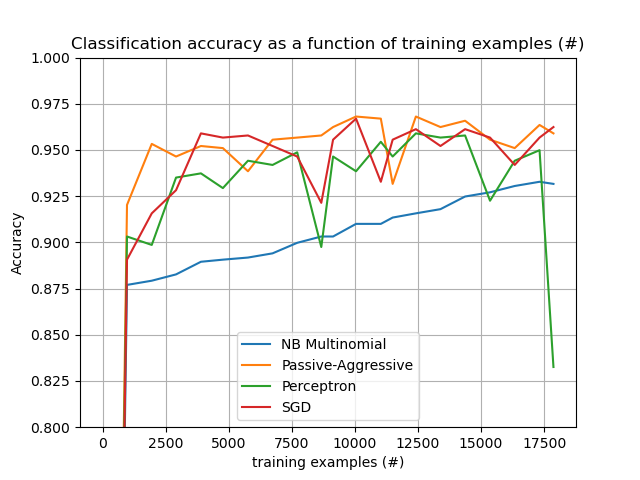 Classification accuracy as a function of training examples (#)
1.000
0.975
0.950
0.925
0.900
0.875
0.850
0.825
0.800
Accuracy
NB Multinomial
Passive-Aggressive
Perceptron
SGD
0 2500 5000 7500 10000 12500 15000 17500
training examples (#)